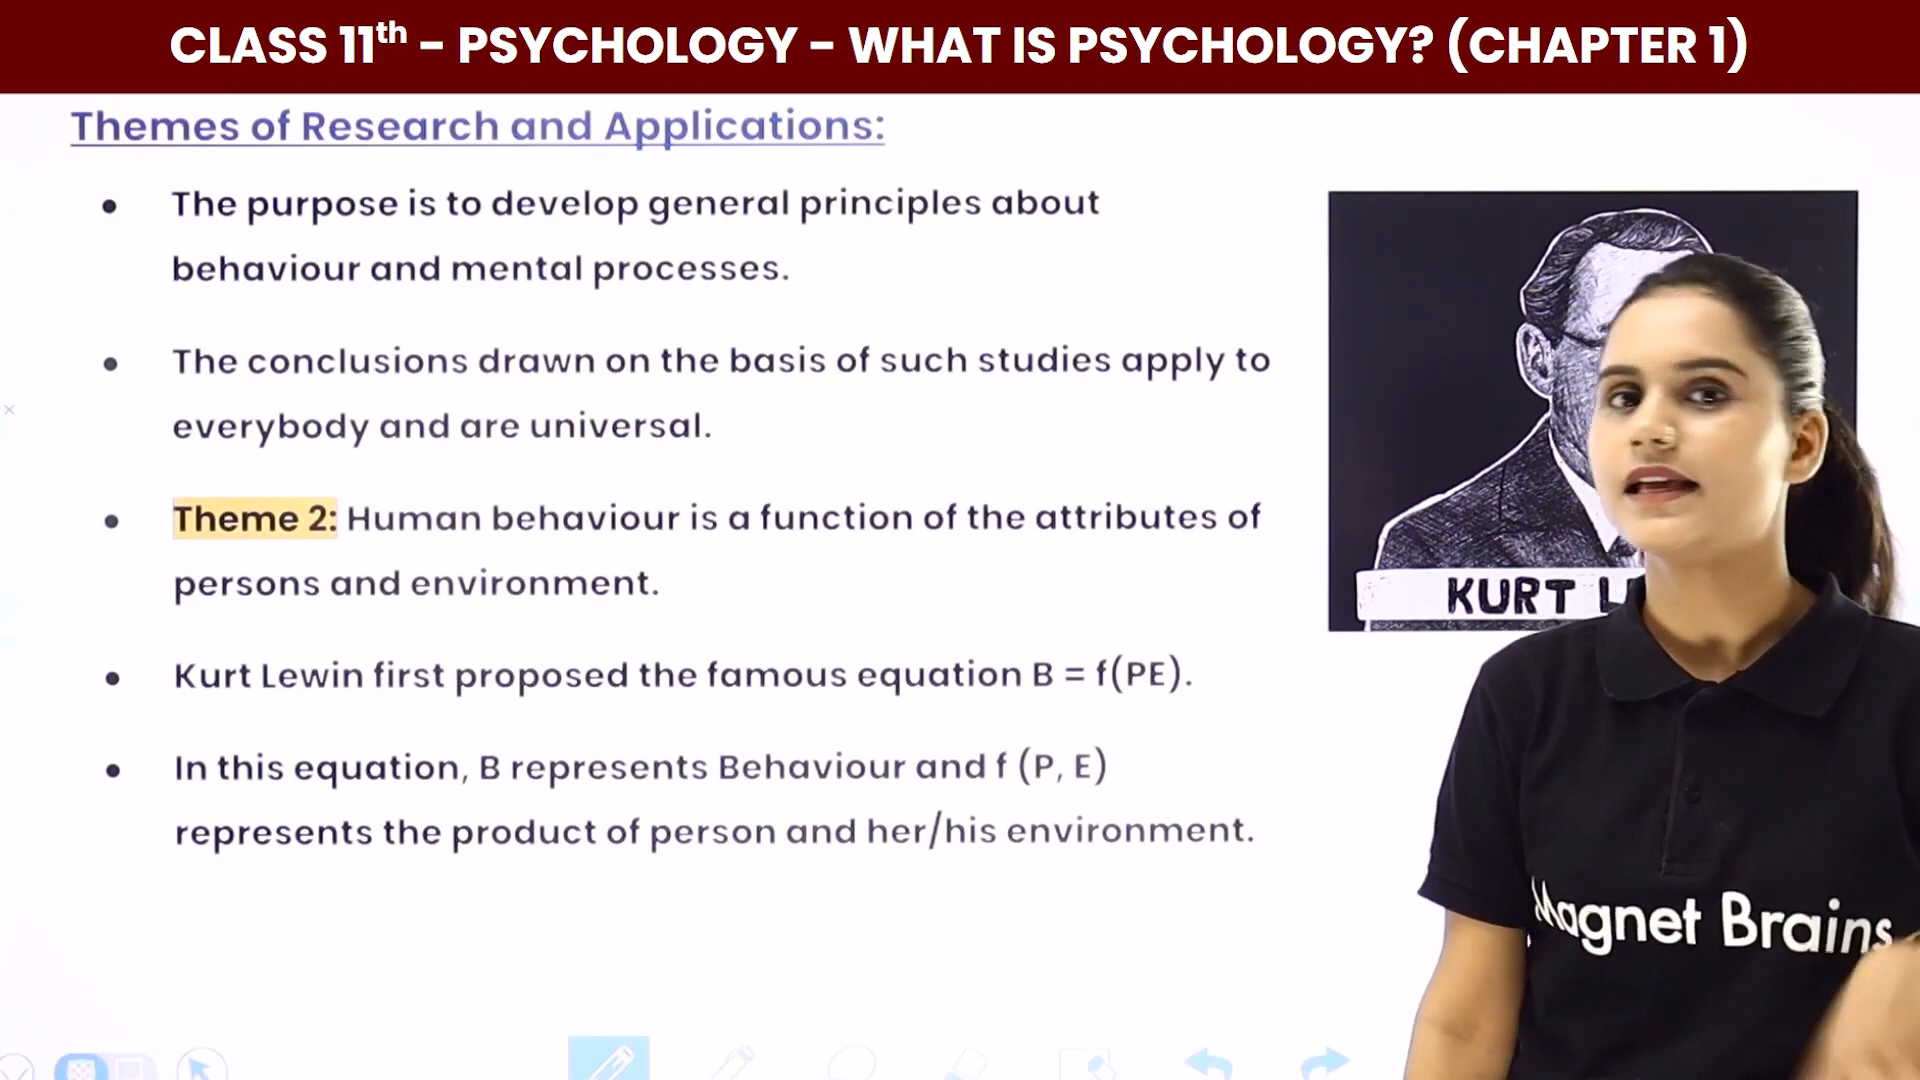 CLASS 11th – PSYCHOLOGY – WHAT IS PSYCHOLOGY? (CHAPTER 1)
Themes of Research and Applications:
• The purpose is to develop general principles about
behaviour and mental processes.
• The conclusions drawn on the basis of such studies apply to
everybody and are universal.
• Theme 2: Human behaviour is a function of the attributes of
persons and environment.
• Kurt Lewin first proposed the famous equation B = f(PE).
• In this equation, B represents Behaviour and f (P, E)
represents the product of person and her/his environment.
KURT
Magnet Brains